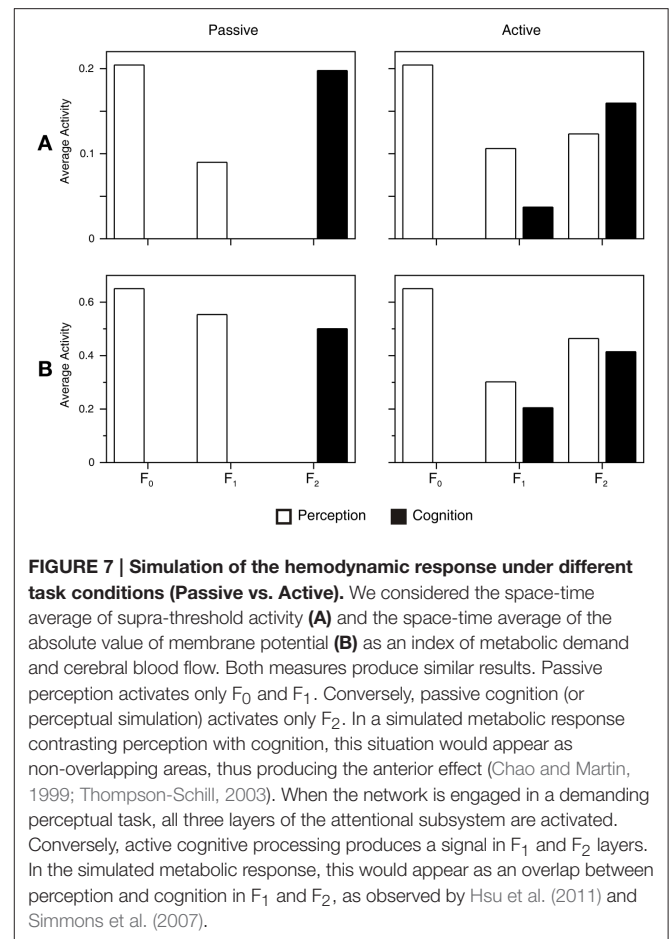 Passive
Active
A
Average Activity
0.2
0.1
0
B
Average Activity
0.6
0.4
0.2
0
F₀ F₁ F₂ F₀ F₁ F₂
Perception Cognition
FIGURE 7 | Simulation of the hemodynamic response under different
task conditions (Passive vs. Active). We considered the space-time
average of supra-threshold activity (A) and the space-time average of the
absolute value of membrane potential (B) as an index of metabolic demand
and cerebral blood flow. Both measures produce similar results. Passive
perception activates only F₀ and F₁. Conversely, passive cognition (or
perceptual simulation) activates only F₂. In a simulated metabolic response
contrasting perception with cognition, this situation would appear as
non-overlapping areas, thus producing the anterior effect (Chao and Martin,
1999; Thompson-Schill, 2003). When the network is engaged in a demanding
perceptual task, all three layers of the attentional subsystem are activated.
Conversely, active cognitive processing produces a signal in F₁ and F₂ layers.
In the simulated metabolic response, this would appear as an overlap between
perception and cognition in F₁ and F₂, as observed by Hsu et al. (2011) and
Simmons et al. (2007).